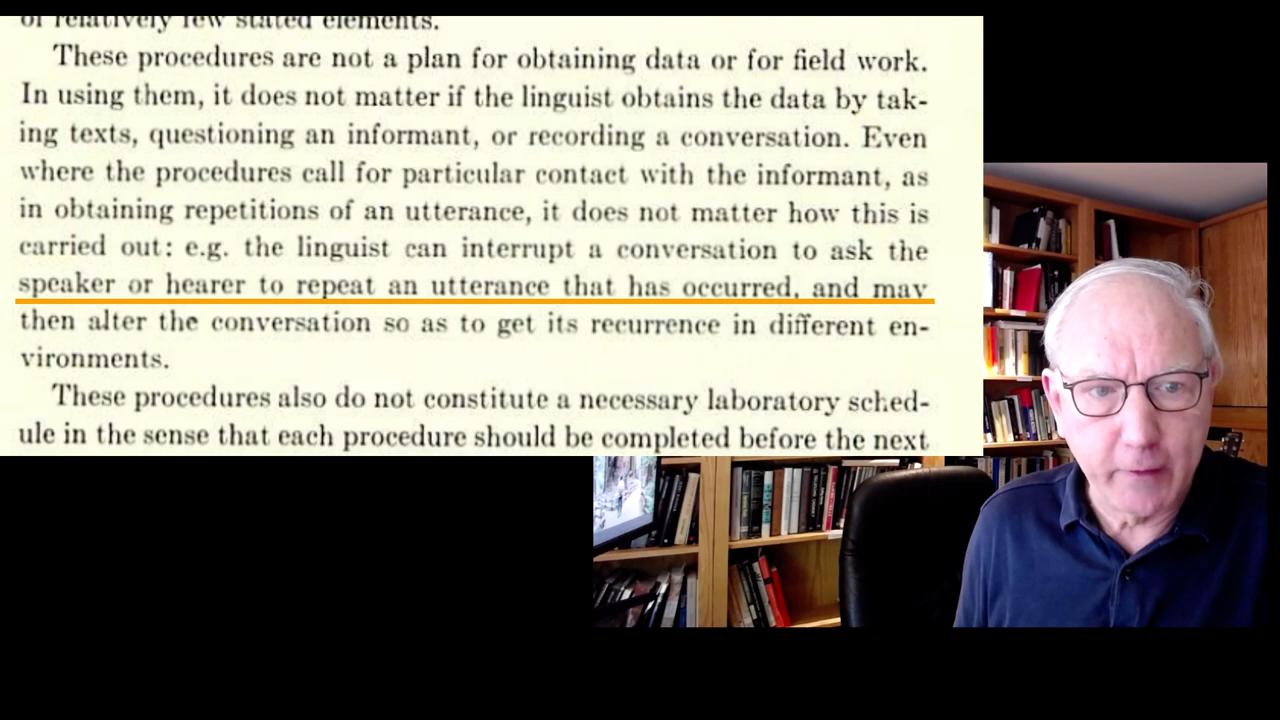 of relatively few stated elements.
These procedures are not a plan for obtaining data or for field work.
In using them, it does not matter if the linguist obtains the data by tak-
ing texts, questioning an informant, or recording a conversation. Even
where the procedures call for particular contact with the informant, as
in obtaining repetitions of an utterance, it does not matter how this is
carried out: e.g. the linguist can interrupt a conversation to ask the
speaker or hearer to repeat an utterance that has occurred, and may
then alter the conversation so as to get its recurrence in different en-
vironments.
These procedures also do not constitute a necessary laboratory sched-
ule in the sense that each procedure should be completed before the next